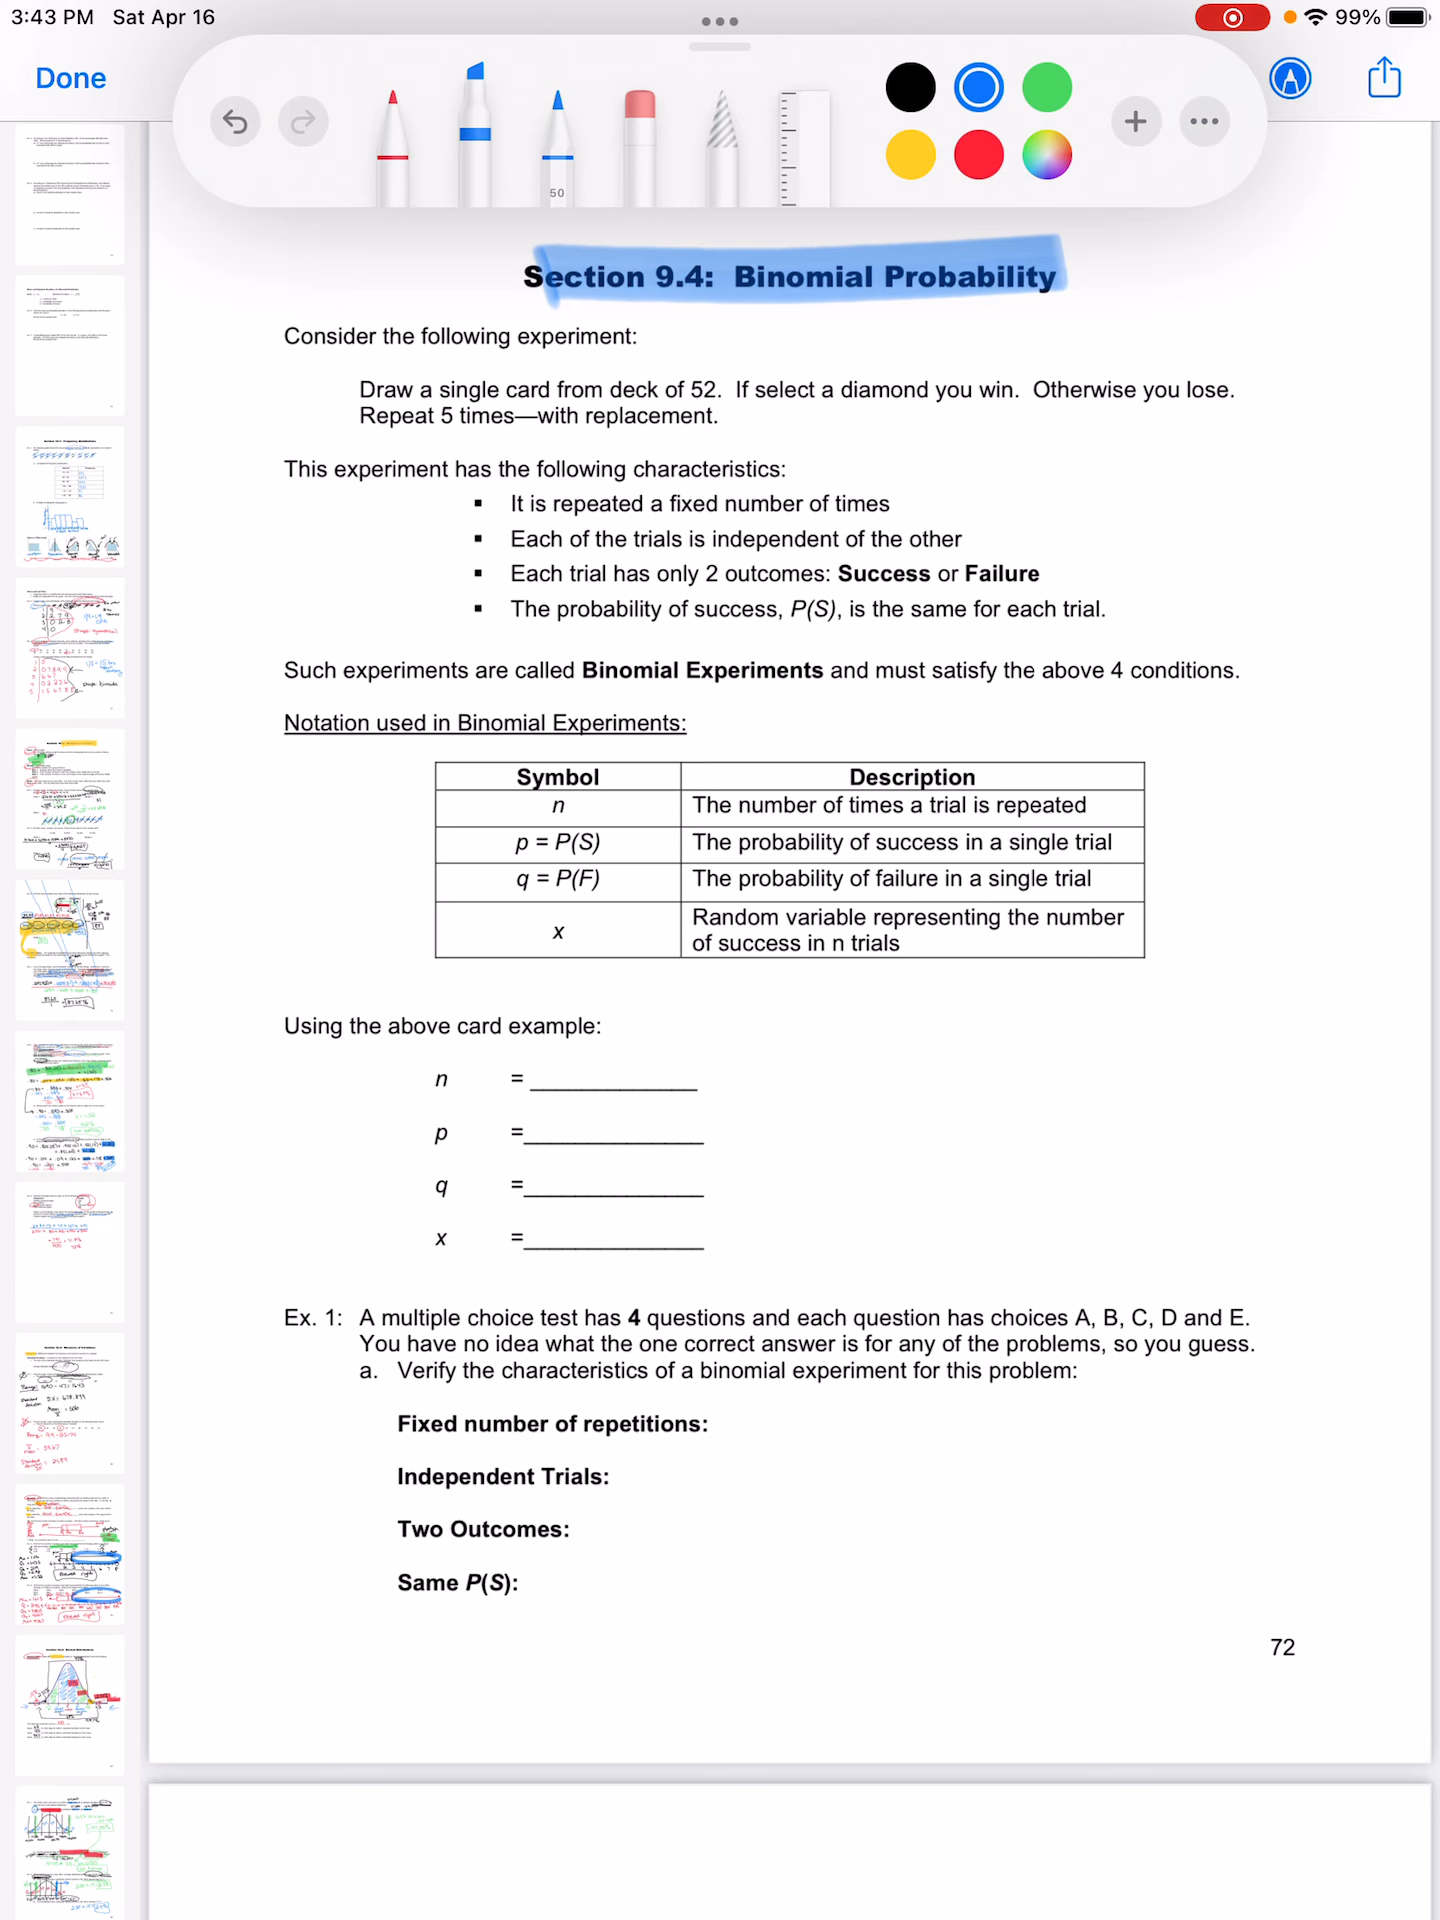 3:43 PM Sat Apr 16
99%
Done
50
Section 9.4: Binomial Probability
Consider the following experiment:
Draw a single card from deck of 52. If select a diamond you win. Otherwise you lose.
Repeat 5 times—with replacement.
This experiment has the following characteristics:
▪ It is repeated a fixed number of times
▪ Each of the trials is independent of the other
▪ Each trial has only 2 outcomes: Success or Failure
▪ The probability of success, P(S), is the same for each trial.
Such experiments are called Binomial Experiments and must satisfy the above 4 conditions.
Notation used in Binomial Experiments:
Symbol Description
n The number of times a trial is repeated
p = P(S) The probability of success in a single trial
q = P(F) The probability of failure in a single trial
x Random variable representing the number
of success in n trials
Using the above card example:
n =
p =
q =
x =
Ex. 1: A multiple choice test has 4 questions and each question has choices A, B, C, D and E.
You have no idea what the one correct answer is for any of the problems, so you guess.
a. Verify the characteristics of a binomial experiment for this problem:
Fixed number of repetitions:
Independent Trials:
Two Outcomes:
Same P(S):
72